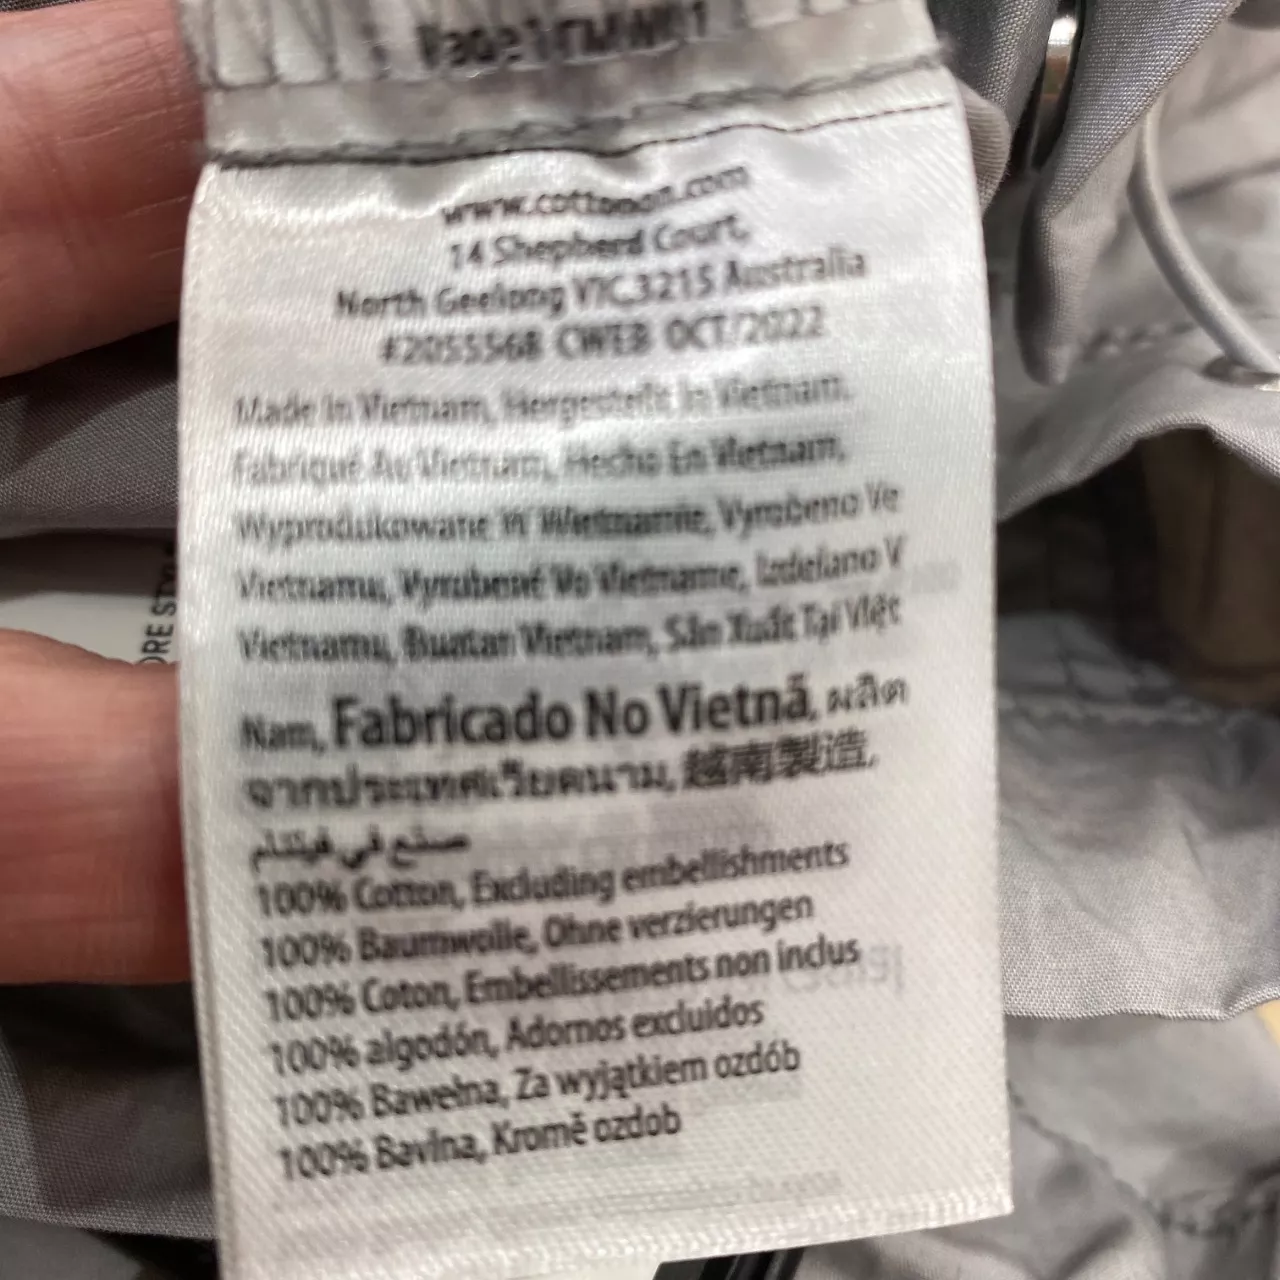 www.cottonon.com
14 Shepherd Court,
North Geelong VIC.3215 Australia
#2055568 CWEB OCT/2022
Made in Vietnam, Hergestellt In Vietnam.
Fabriqué Au Vietnam, Hecho En Vietnam,
Wyprodukowane W Wietnamie, Vyrobeno Ve
Vietnamu, Vyrobené Vo Vietname, Izdelano V
Vietnamu, Buatan Vietnam, Sản Xuất Tại Việt
Nam, Fabricado No Vietnã, ผลิต
จากประเทศเวียดนาม, 越南製造,
صنع في فيتنام
100% Cotton, Excluding embellishments
100% Baumwolle, Ohne verzierungen
100% Coton, Embellissements non inclus
100% algodón, Adornos excluidos
100% Bawełna, Za wyjątkiem ozdób
100% Bavlna, Kromě ozdob
ORE STYL